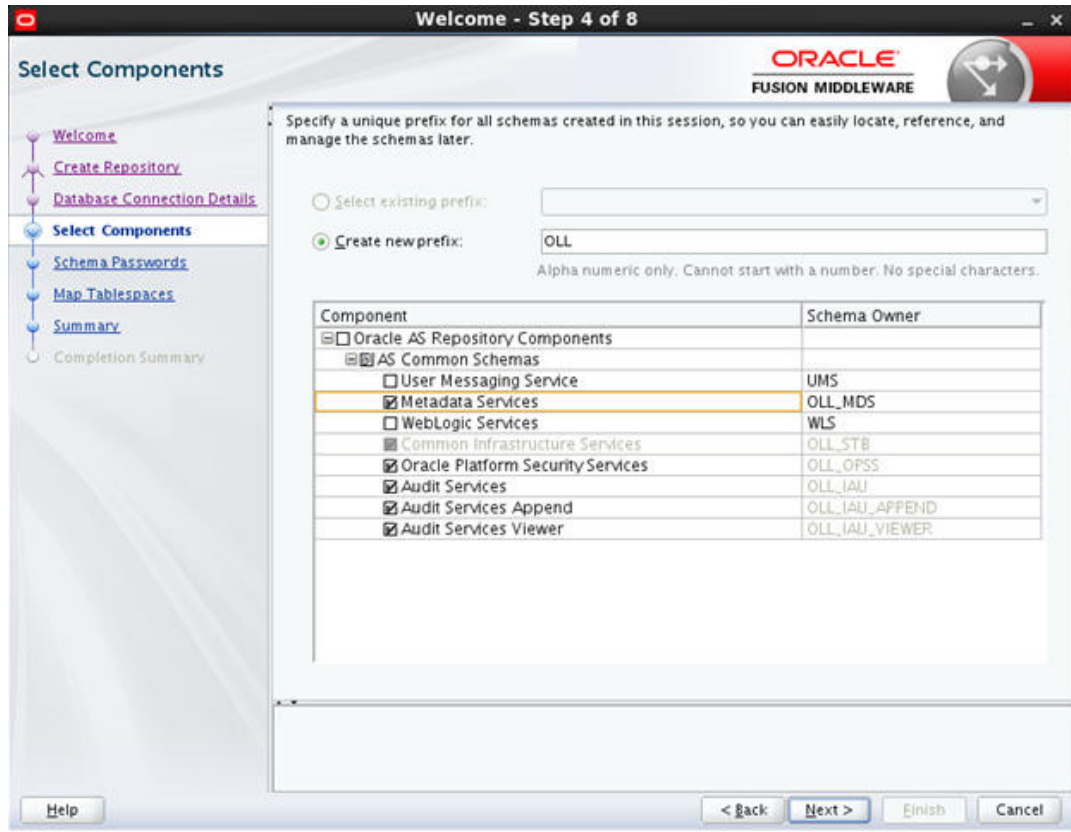 Welcome - Step 4 of 8
Select Components
ORACLE
FUSION MIDDLEWARE
Welcome
Create Repository
Database Connection Details
Select Components
Schema Passwords
Map Tablespaces
Summary
Completion Summary
Specify a unique prefix for all schemas created in this session, so you can easily locate, reference, and
manage the schemas later.
Select existing prefix:
Create new prefix: OLL
Alpha numeric only. Cannot start with a number. No special characters.
Component Schema Owner
Oracle AS Repository Components
AS Common Schemas
User Messaging Service UMS
Metadata Services OLL_MDS
WebLogic Services WLS
Common Infrastructure Services OLL_STB
Oracle Platform Security Services OLL_OPSS
Audit Services OLL_IAU
Audit Services Append OLL_IAU_APPEND
Audit Services Viewer OLL_IAU_VIEWER
Help < Back Next > Finish Cancel